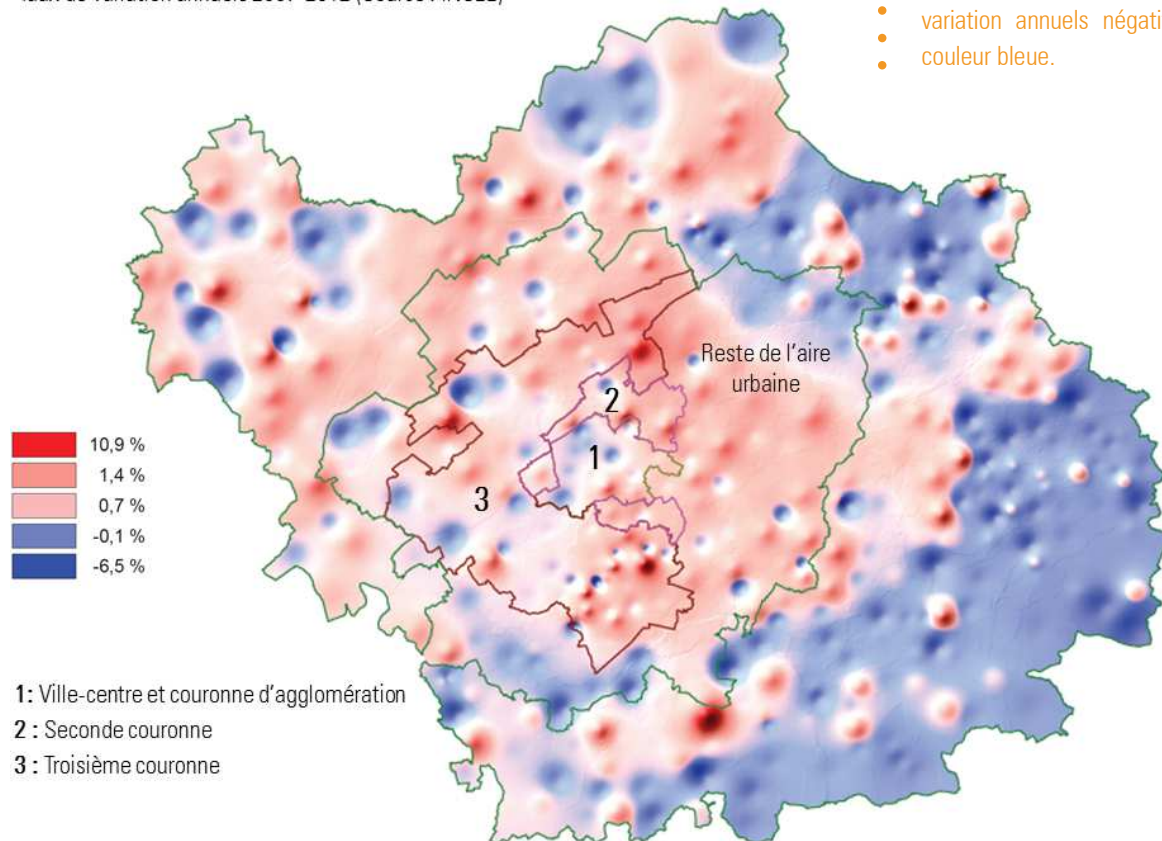 variation annuels négati
couleur bleue.
Reste de l'aire
urbaine
2
1
3
10,9 %
1,4 %
0,7 %
-0,1 %
-6,5 %
1: Ville-centre et couronne d'agglomération
2 : Seconde couronne
3 : Troisième couronne